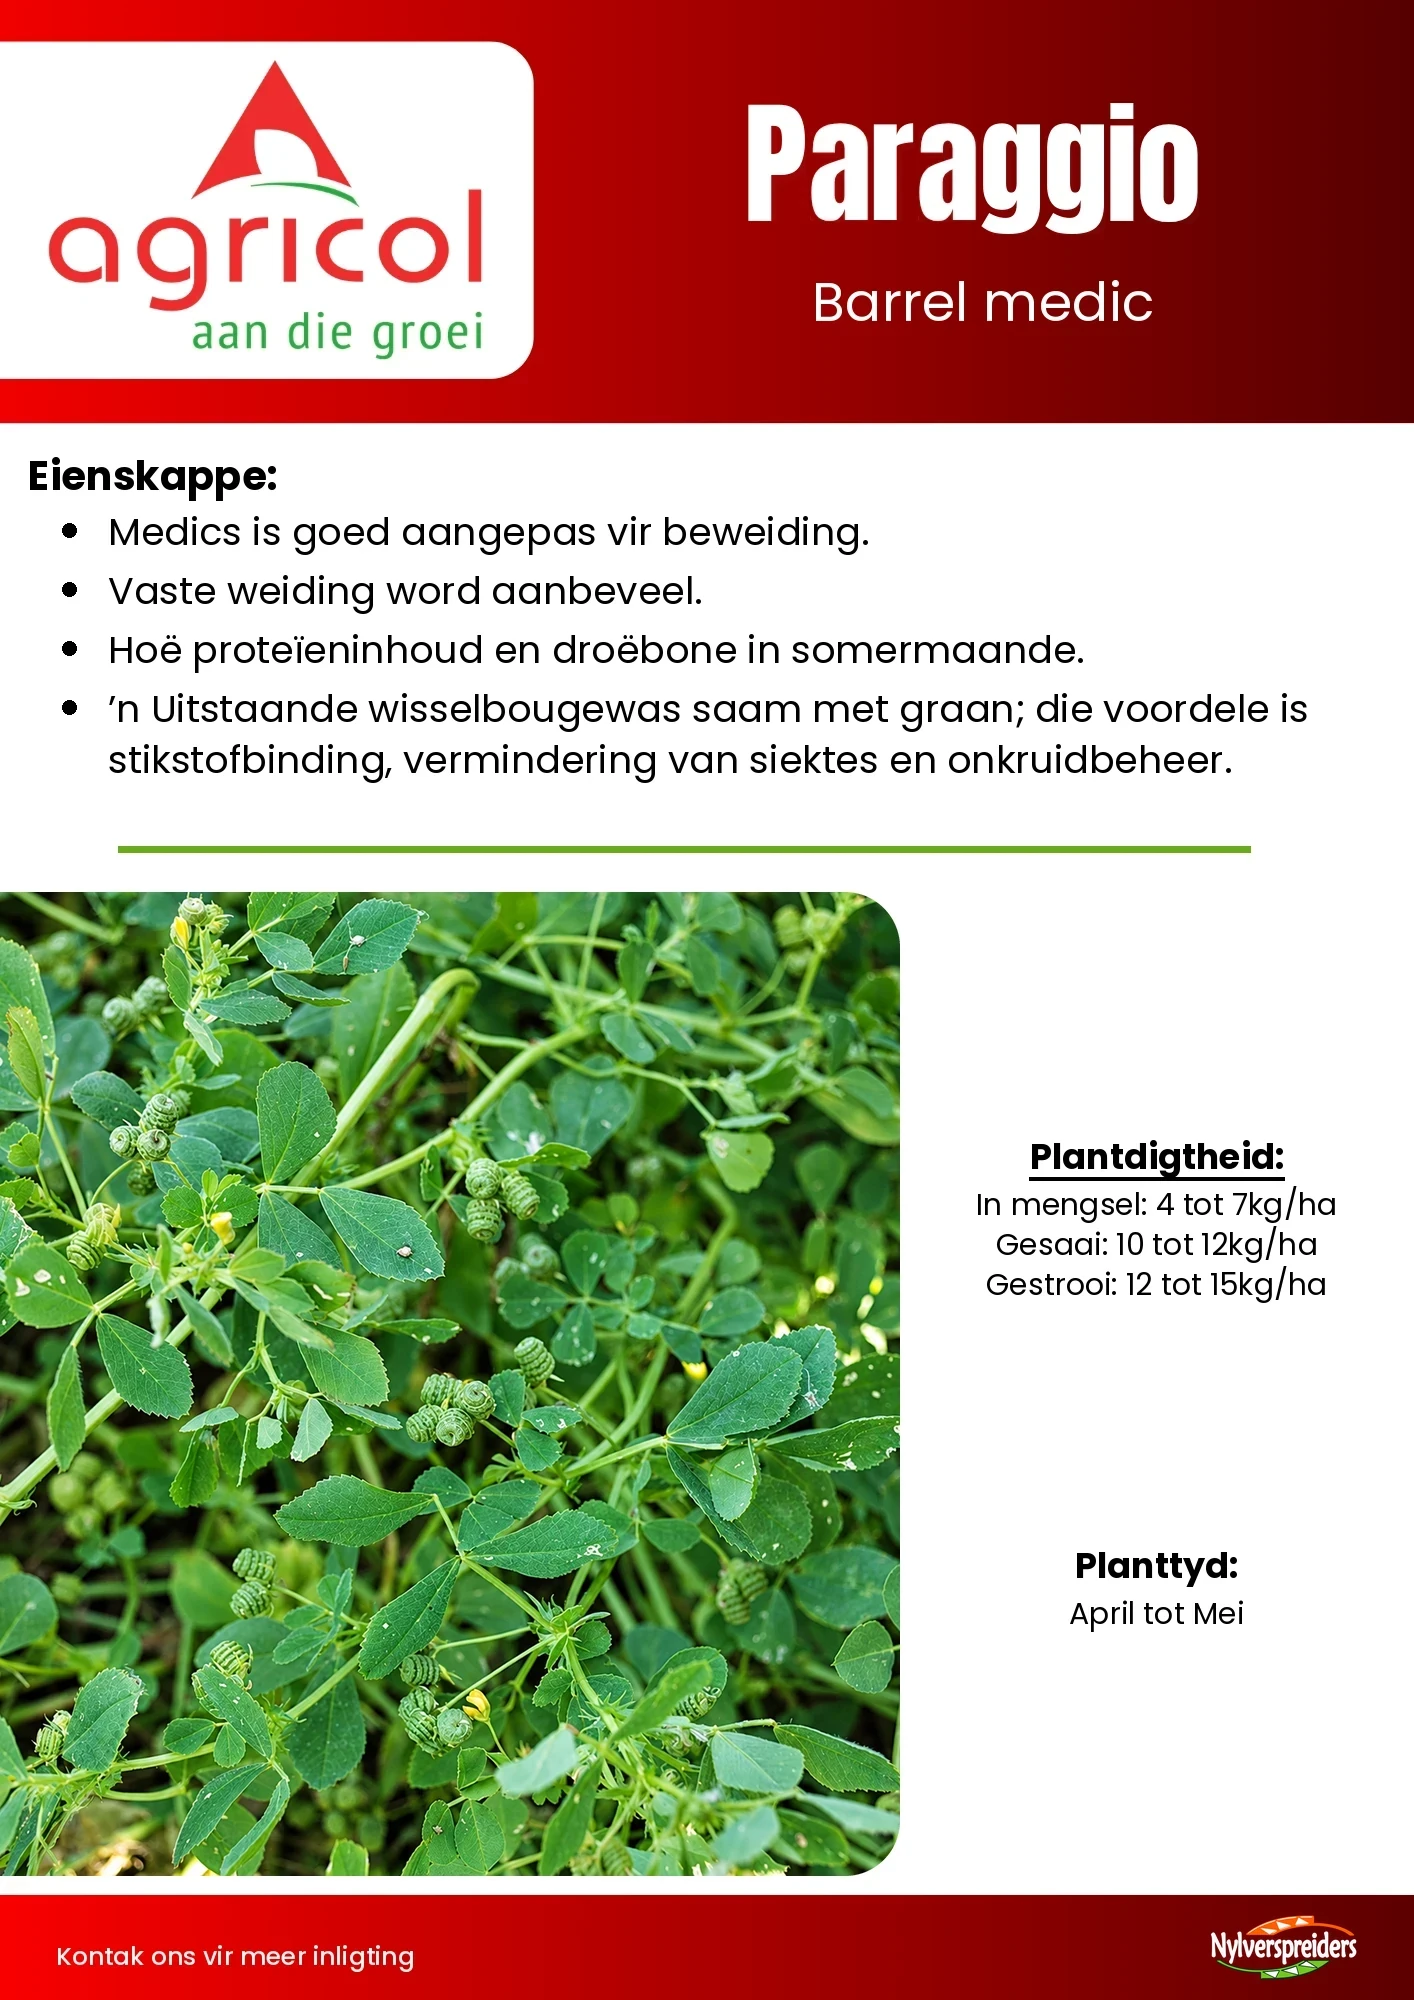 agricol
aan die groei
Paraggio
Barrel medic
Eienskappe:
Medics is goed aangepas vir beweiding.
Vaste weiding word aanbeveel.
Hoë proteïeninhoud en droëbone in somermaande.
’n Uitstaande wisselbougewas saam met graan; die voordele is
stikstofbinding, vermindering van siektes en onkruidbeheer.
Plantdigtheid:
In mengsel: 4 tot 7kg/ha
Gesaai: 10 tot 12kg/ha
Gestrooi: 12 tot 15kg/ha
Planttyd:
April tot Mei
Kontak ons vir meer inligting
Nylverspreiders